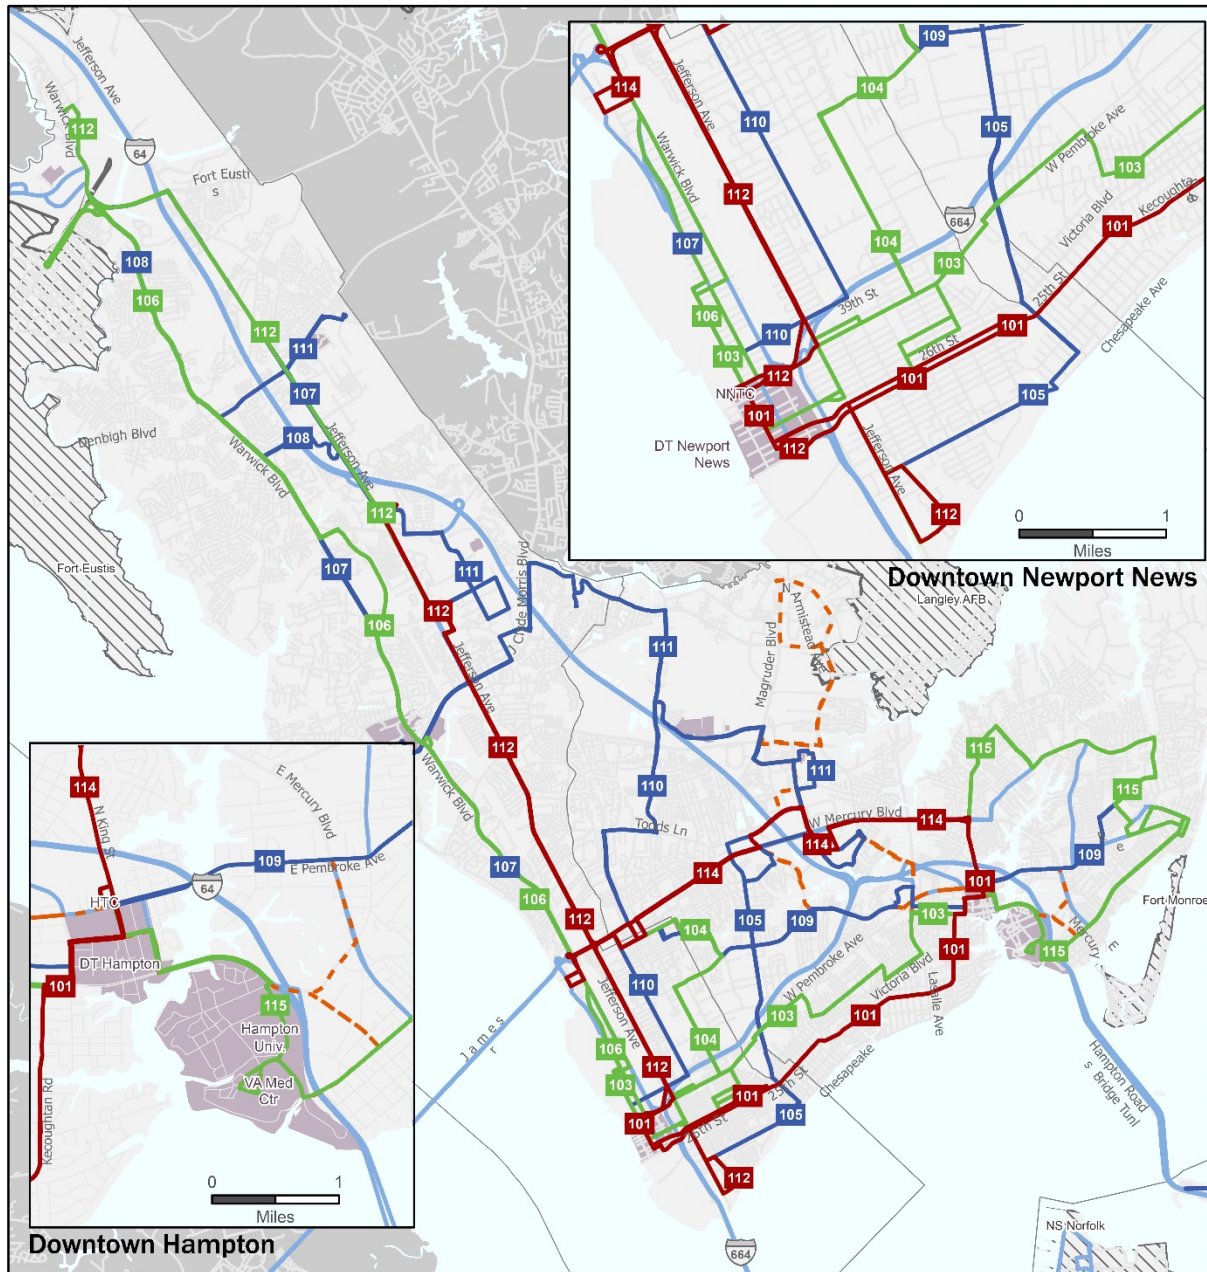 Jefferson Ave
Warwick Blvd
112
64
Fort Eusti
s
108
106
112
111
107
Denbigh Blvd
108
Jefferson Ave
Warwick Blvd
112
Fort Eustis
107
111
112
106
J Clyde Morris Blvd
Jefferson Ave
112
Warwick Blvd
107
106
112
111
110
Todds Ln
Magruder Blvd
N Armistead Ave
Langley AFB
111
W Mercury Blvd
114
114
114
115
115
109
101
103
Fort Monroe
Mercury
115
105
109
104
W Pembroke Ave
Victoria Blvd
Lasalle Ave
101
101
103
110
Jefferson Ave
104
James
r
106
103
112
101
101
25th St
26th St
Chesapeake
105
112
664
Hampton Road
s Bridge Tunl
NS Norfolk
Downtown Newport News
109
114
Jefferson Ave
104
110
105
W Pembroke Ave
103
Warwick Blvd
112
664
Victoria Blvd
Kecoughta
101
107
104
103
39th St
25th St
Chesapeake Ave
106
110
103
26th St
101
112
NNTC
101
101
105
DT Newport
News
112
Jefferson Ave
112
0
1
Miles
Downtown Hampton
114
N King St
E Mercury Blvd
109
E Pembroke Ave
64
HTC
DT Hampton
101
115
Hampton
Univ.
VA Med
Ctr
Kecoughtan Rd
0
1
Miles